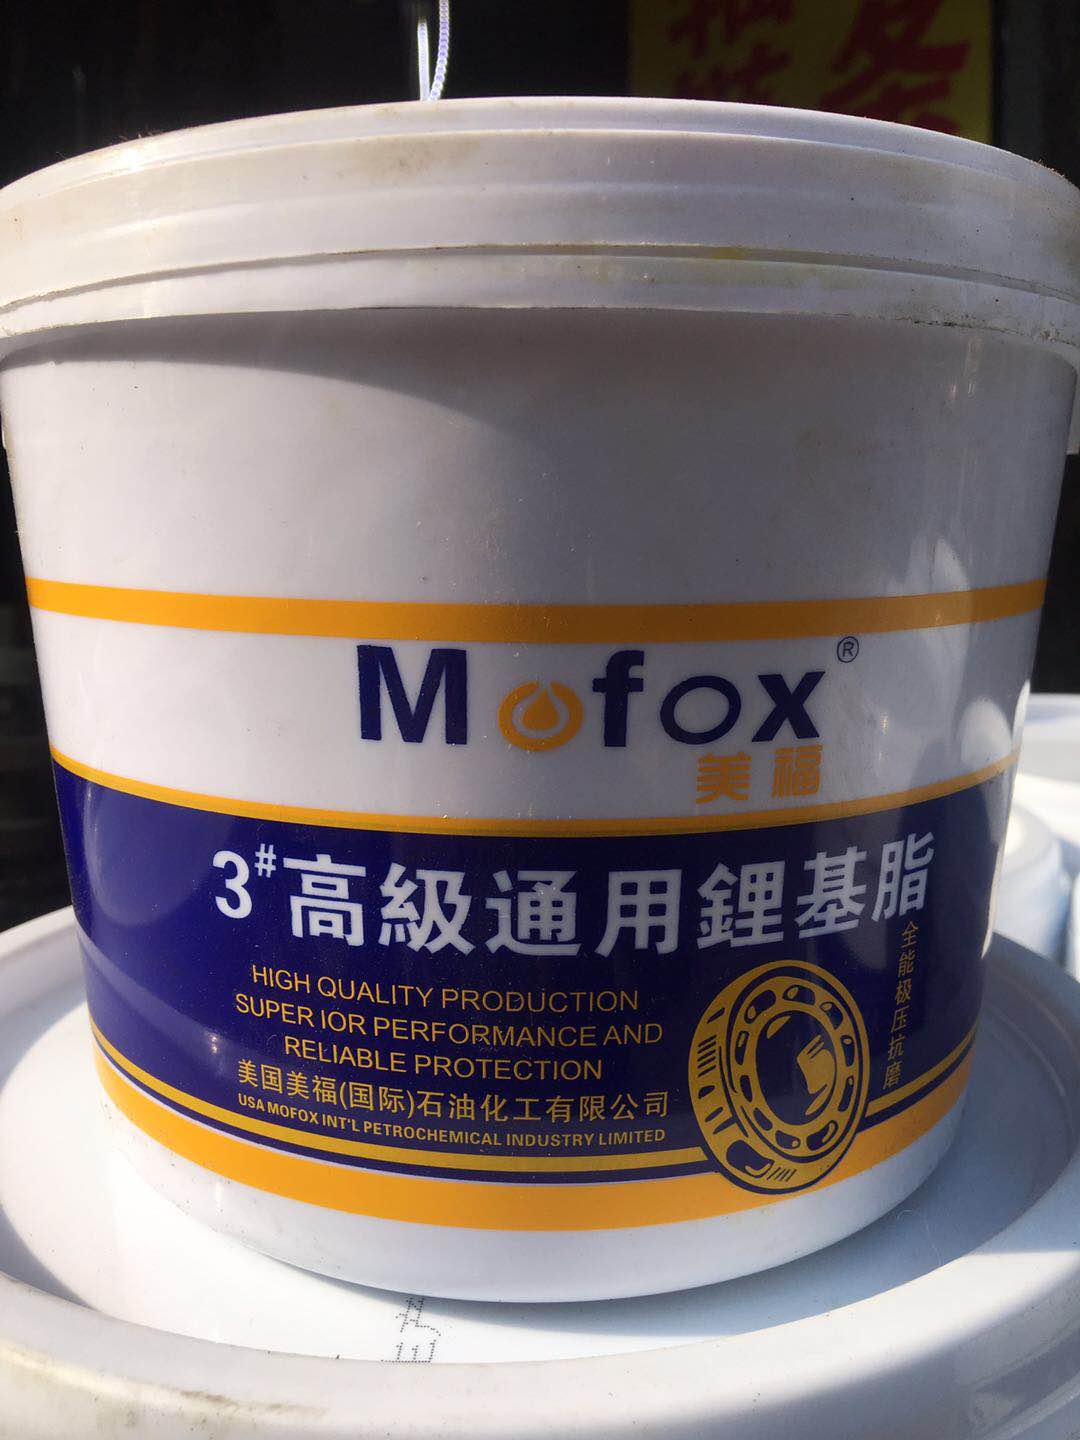 Mofox®
美福
3#高級通用鋰基脂
全能极压抗磨
HIGH QUALITY PRODUCTION
SUPER IOR PERFORMANCE AND
RELIABLE PROTECTION
美国美福(国际)石油化工有限公司
USA MOFOX INT'L PETROCHEMICAL INDUSTRY LIMITED